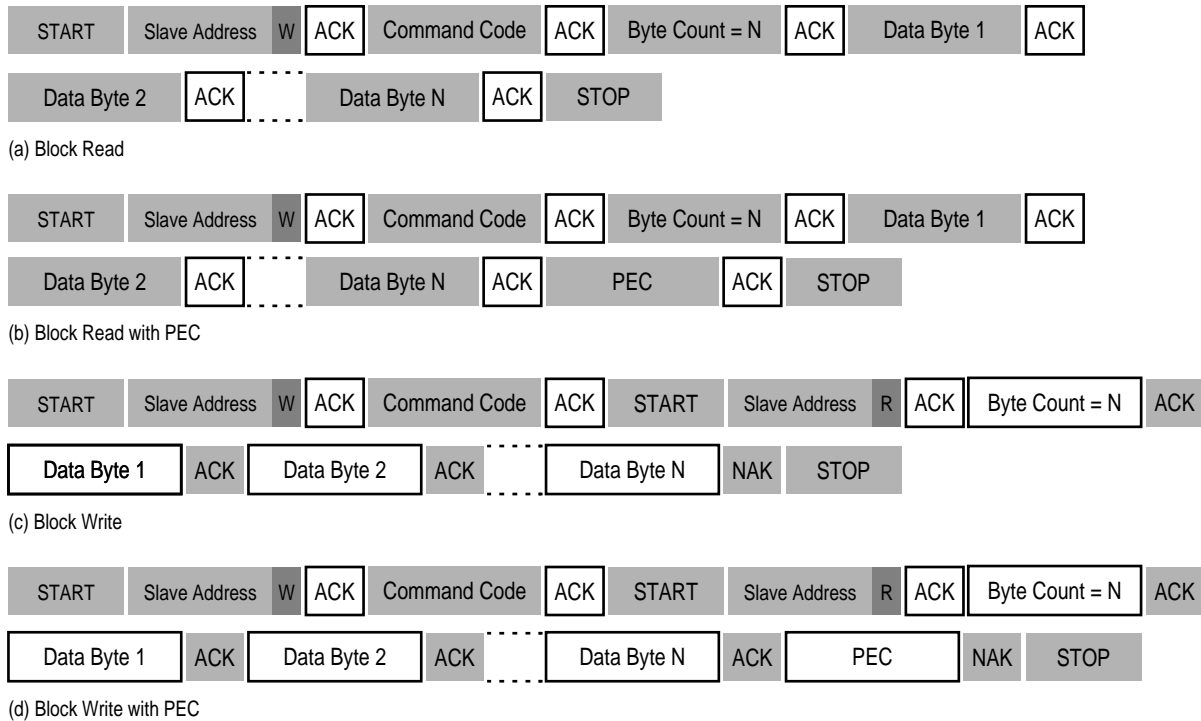 START Slave Address W ACK Command Code ACK Byte Count = N ACK Data Byte 1 ACK
Data Byte 2 ACK Data Byte N ACK STOP
(a) Block Read
START Slave Address W ACK Command Code ACK Byte Count = N ACK Data Byte 1 ACK
Data Byte 2 ACK Data Byte N ACK PEC ACK STOP
(b) Block Read with PEC
START Slave Address W ACK Command Code ACK START Slave Address R ACK Byte Count = N ACK
Data Byte 1 ACK Data Byte 2 ACK Data Byte N NAK STOP
(c) Block Write
START Slave Address W ACK Command Code ACK START Slave Address R ACK Byte Count = N ACK
Data Byte 1 ACK Data Byte 2 ACK Data Byte N ACK PEC NAK STOP
(d) Block Write with PEC